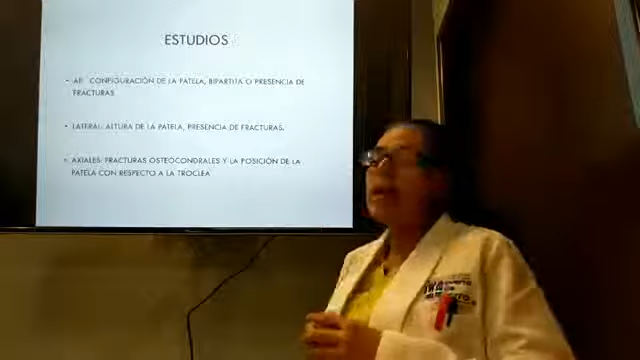 ESTUDIOS
• AP: CONFIGURACIÓN DE LA PATELA, BIPARTITA O PRESENCIA DE
FRACTURAS
• LATERAL: ALTURA DE LA PATELA, PRESENCIA DE FRACTURAS.
• AXIALES: FRACTURAS OSTEOCONDRALES Y LA POSICIÓN DE LA
PATELA CON RESPECTO A LA TROCLEA